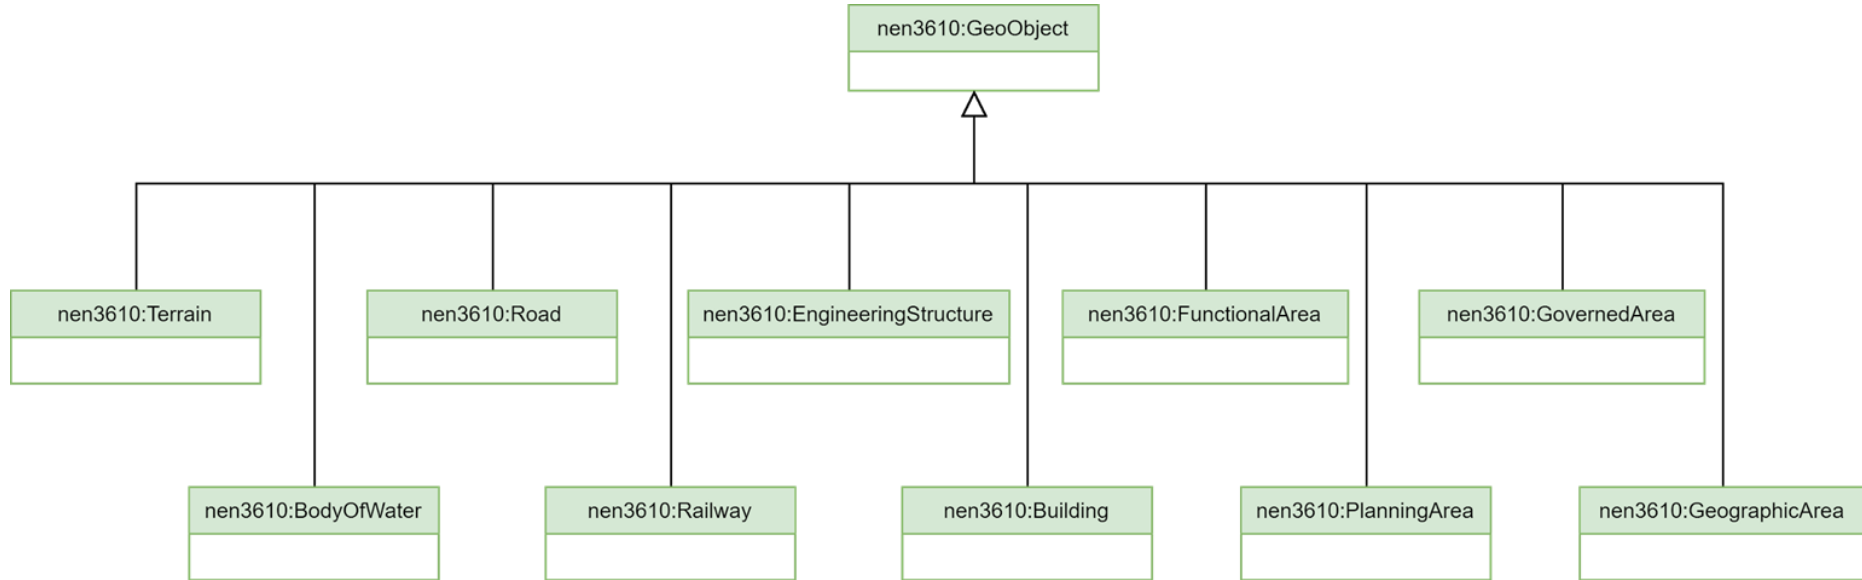 nen3610:GeoObject
nen3610:Terrain
nen3610:Road
nen3610:EngineeringStructure
nen3610:FunctionalArea
nen3610:GovernedArea
nen3610:BodyOfWater
nen3610:Railway
nen3610:Building
nen3610:PlanningArea
nen3610:GeographicArea